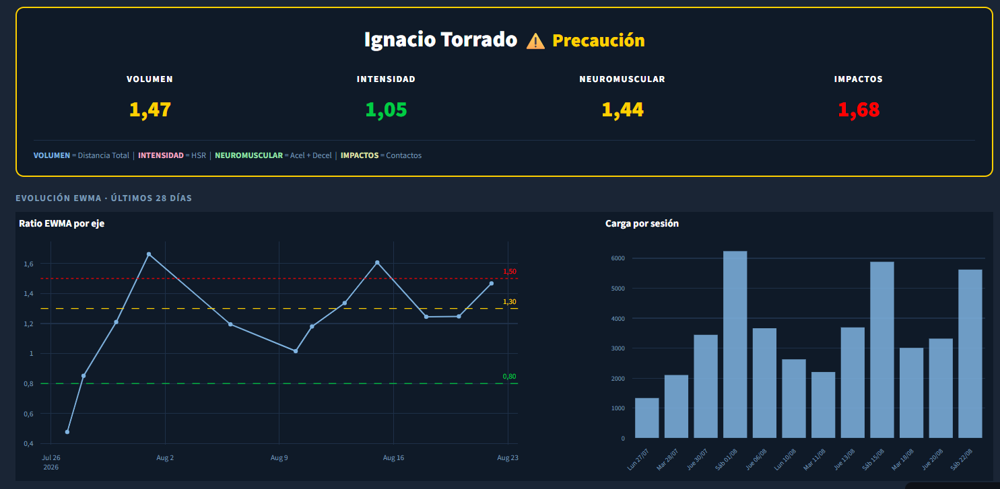 Ignacio Torrado ⚠️ Precaución
VOLUMEN INTENSIDAD NEUROMUSCULAR IMPACTOS
1,47 1,05 1,44 1,68
VOLUMEN = Distancia Total | INTENSIDAD = HSR | NEUROMUSCULAR = Acel + Decel | IMPACTOS = Contactos
EVOLUCIÓN EWMA · ÚLTIMOS 28 DÍAS
Ratio EWMA por eje
1,6
1,4
1,2
1
0,8
0,6
0,4
1,50
1,30
0,80
Jul 26 Aug 2 Aug 9 Aug 16 Aug 23
2026
Carga por sesión
6000
5000
4000
3000
2000
1000
0
Lun 27/07
Mar 28/07
Jue 30/07
Sáb 01/08
Jue 06/08
Lun 10/08
Mar 11/08
Jue 13/08
Sáb 15/08
Mar 18/08
Jue 20/08
Sáb 22/08